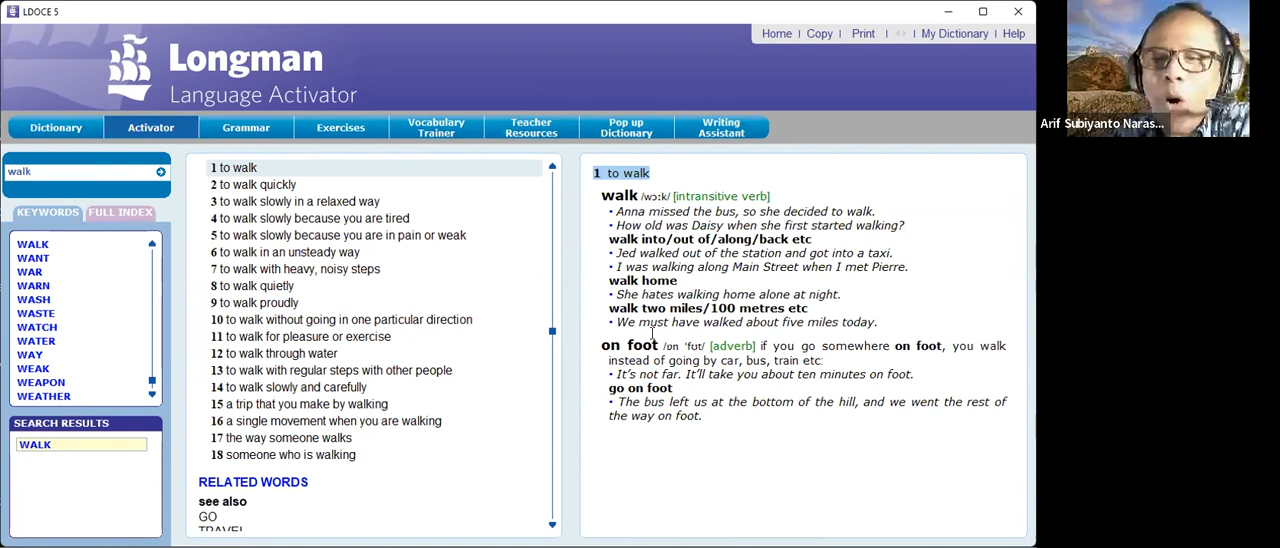 LDOCE 5
Home | Copy | Print | | My Dictionary | Help
Longman
Language Activator
Dictionary
Activator
Grammar
Exercises
Vocabulary
Trainer
Teacher
Resources
Pop up
Dictionary
Writing
Assistant
walk
KEYWORDS
FULL INDEX
WALK
WANT
WAR
WARN
WASH
WASTE
WATCH
WATER
WAY
WEAK
WEAPON
WEATHER
SEARCH RESULTS
WALK
1 to walk
2 to walk quickly
3 to walk slowly in a relaxed way
4 to walk slowly because you are tired
5 to walk slowly because you are in pain or weak
6 to walk in an unsteady way
7 to walk with heavy, noisy steps
8 to walk quietly
9 to walk proudly
10 to walk without going in one particular direction
11 to walk for pleasure or exercise
12 to walk through water
13 to walk with regular steps with other people
14 to walk slowly and carefully
15 a trip that you make by walking
16 a single movement when you are walking
17 the way someone walks
18 someone who is walking
RELATED WORDS
see also
GO
TRAVEL
1 to walk
walk /wɔːk/ [intransitive verb]
• Anna missed the bus, so she decided to walk.
• How old was Daisy when she first started walking?
walk into/out of/along/back etc
• Jed walked out of the station and got into a taxi.
• I was walking along Main Street when I met Pierre.
walk home
• She hates walking home alone at night.
walk two miles/100 metres etc
• We must have walked about five miles today.
on foot /ɒn ˈfʊt/ [adverb] if you go somewhere on foot, you walk
instead of going by car, bus, train etc:
• It's not far. It'll take you about ten minutes on foot.
go on foot
• The bus left us at the bottom of the hill, and we went the rest of
the way on foot.
Arif Subiyanto Naras...